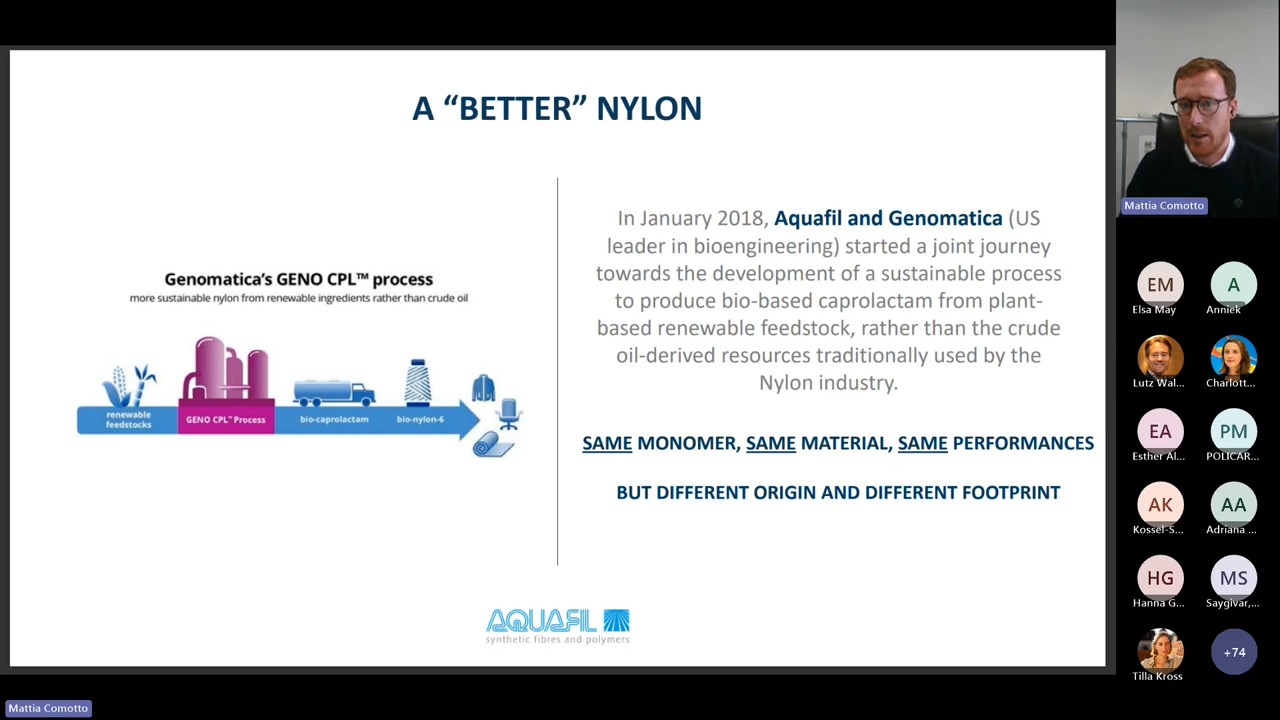 A “BETTER” NYLON
Genomatica’s GENO CPL™ process
more sustainable nylon from renewable ingredients rather than crude oil
renewable
feedstocks
GENO CPL™ Process
bio-caprolactam
bio-nylon-6
In January 2018, Aquafil and Genomatica (US
leader in bioengineering) started a joint journey
towards the development of a sustainable process
to produce bio-based caprolactam from plant-
based renewable feedstock, rather than the crude
oil-derived resources traditionally used by the
Nylon industry.
SAME MONOMER, SAME MATERIAL, SAME PERFORMANCES
BUT DIFFERENT ORIGIN AND DIFFERENT FOOTPRINT
AQUAFIL
synthetic fibres and polymers
Mattia Comotto
EM
Elsa May
A
Anniek
Lutz Wal...
Charlott...
EA
Esther Al...
PM
POLICAR...
AK
Kossel-S...
AA
Adriana ...
HG
Hanna G...
MS
Saygivar,...
Tilla Kross
+74
Mattia Comotto